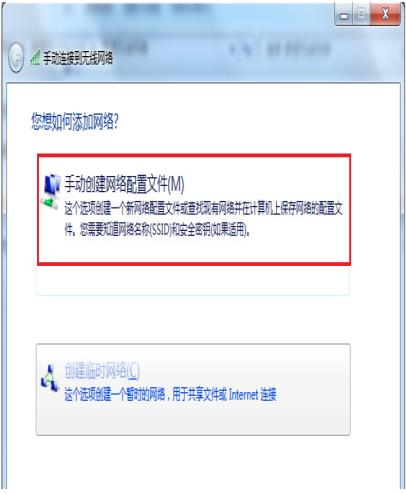 手动连接到无线网络
您想如何添加网络?
手动创建网络配置文件(M)
这个选项创建一个新网络配置文件或查找现有网络并在计算机上保存网络的配置文
件。您需要知道网络名称(SSID)和安全密钥(如果适用)。
创建临时网络(C)
这个选项创建一个暂时的网络，用于共享文件或 Internet 连接